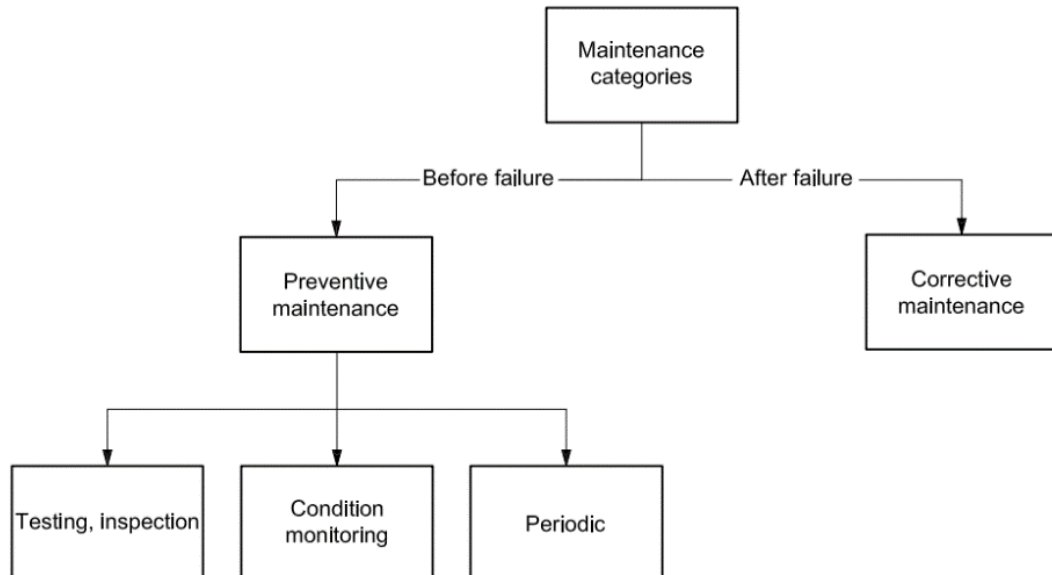 Maintenance
categories
Before failure
After failure
Preventive
maintenance
Corrective
maintenance
Testing, inspection
Condition
monitoring
Periodic